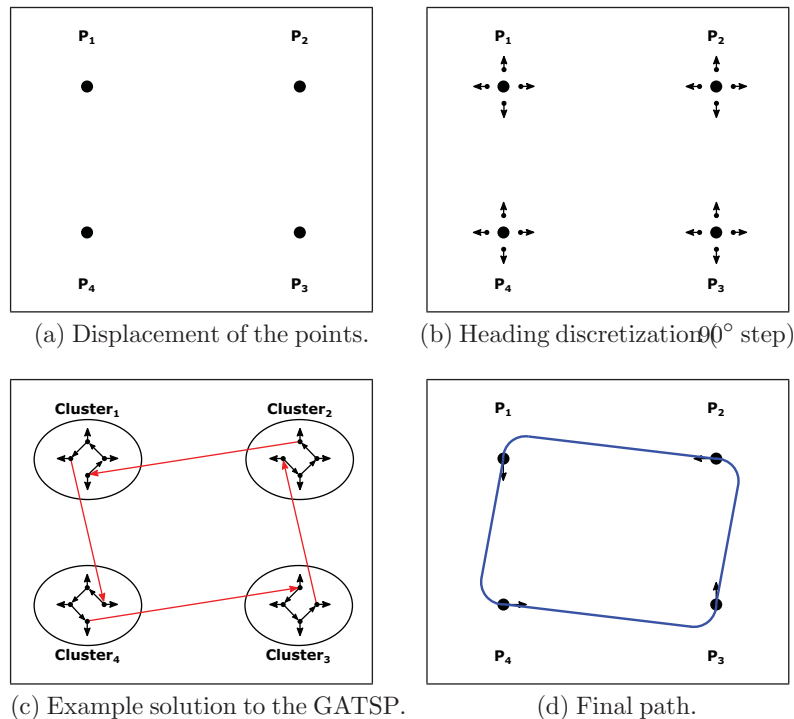 P1 P2
P4 P3
(a) Displacement of the points.
P1 P2
P4 P3
(b) Heading discretization (90° step)
Cluster1 Cluster2
Cluster4 Cluster3
(c) Example solution to the GATSP.
P1 P2
P4 P3
(d) Final path.